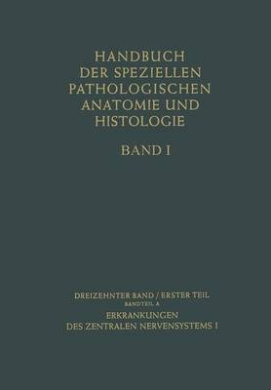 HANDBUCH
DER SPEZIELLEN
PATHOLOGISCHEN
ANATOMIE UND
HISTOLOGIE
BAND I
DREIZEHNTER BAND / ERSTER TEIL
BANDTEIL A
ERKRANKUNGEN
DES ZENTRALEN NERVENSYSTEMS I